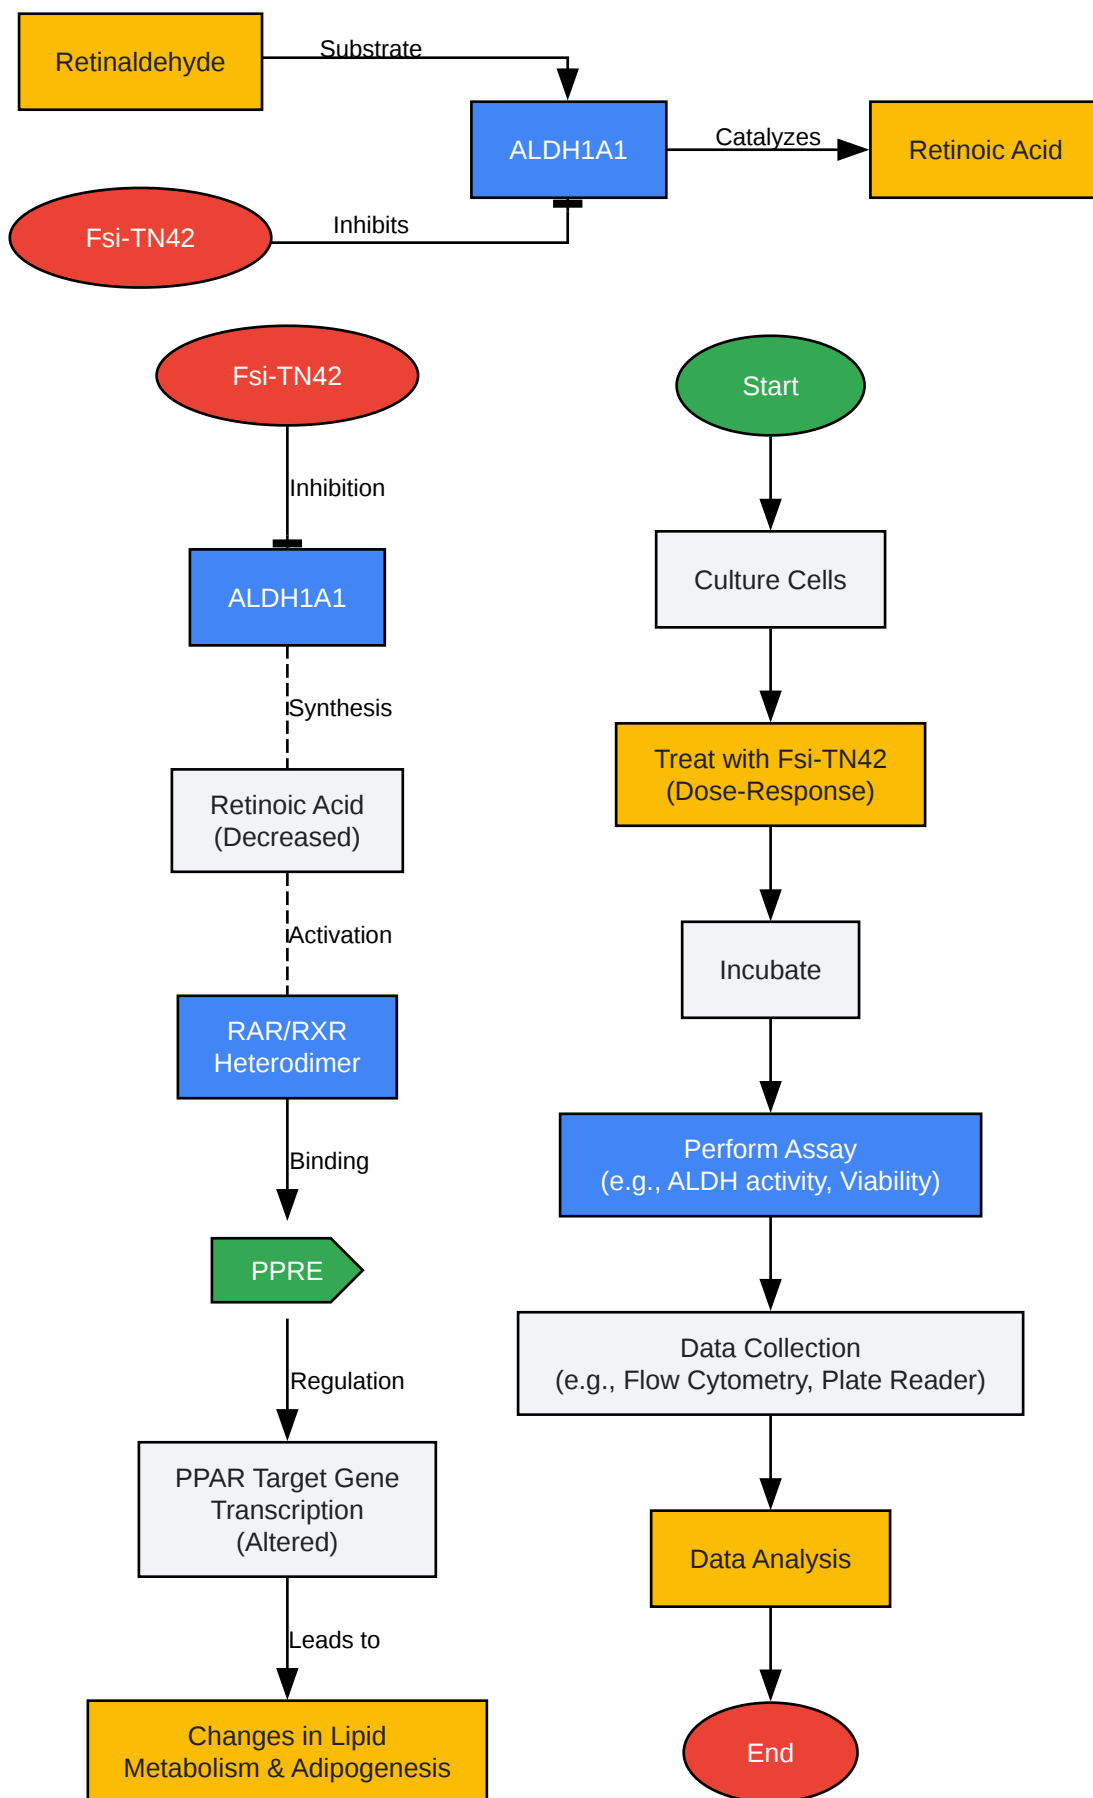 Retinaldehyde
Substrate
ALDH1A1
Catalyzes
Retinoic Acid
Fsi-TN42
Inhibits
Fsi-TN42
Inhibition
ALDH1A1
Synthesis
Retinoic Acid
(Decreased)
Activation
RAR/RXR
Heterodimer
Binding
PPRE
Regulation
PPAR Target Gene
Transcription
(Altered)
Leads to
Changes in Lipid
Metabolism & Adipogenesis
Start
Culture Cells
Treat with Fsi-TN42
(Dose-Response)
Incubate
Perform Assay
(e.g., ALDH activity, Viability)
Data Collection
(e.g., Flow Cytometry, Plate Reader)
Data Analysis
End